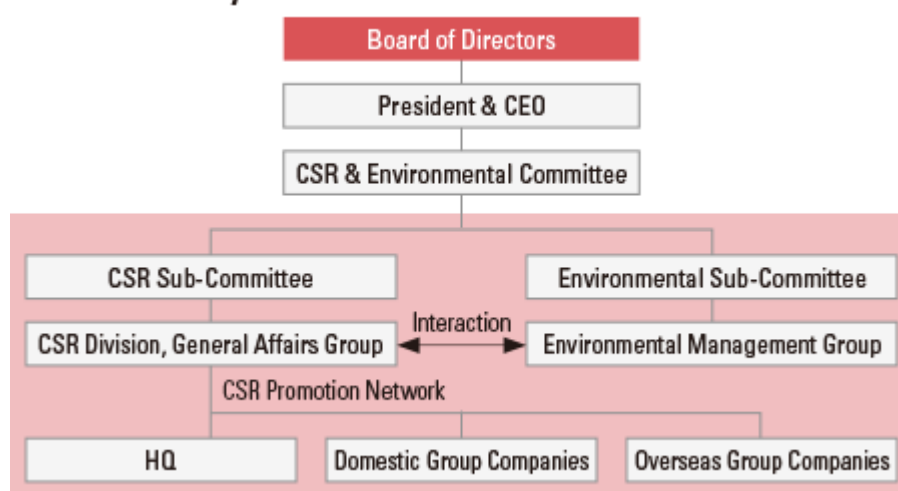 Board of Directors
President & CEO
CSR & Environmental Committee
CSR Sub-Committee
Environmental Sub-Committee
CSR Division, General Affairs Group
Interaction
Environmental Management Group
CSR Promotion Network
HQ
Domestic Group Companies
Overseas Group Companies